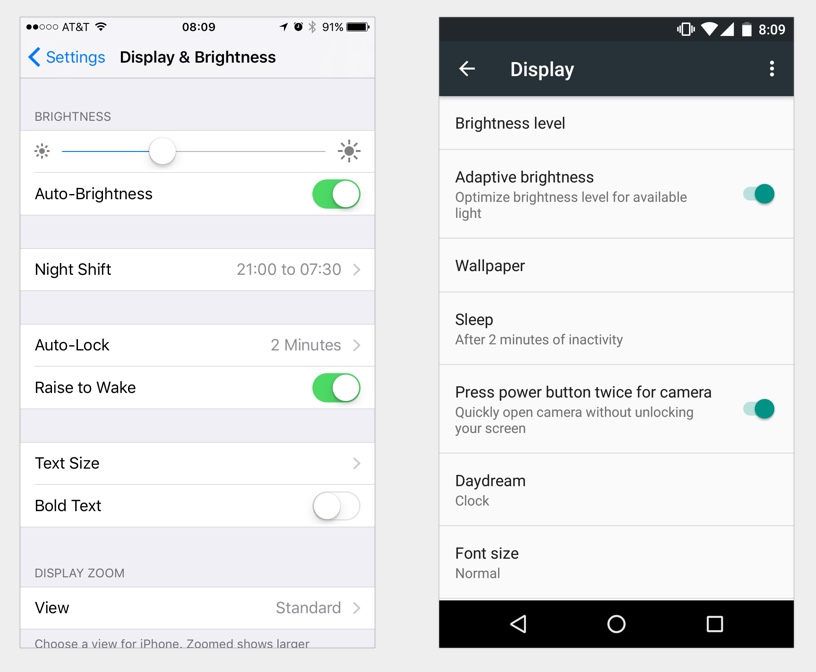 AT&T 08:09 91%
Settings Display & Brightness
BRIGHTNESS
Auto-Brightness
Night Shift 21:00 to 07:30
Auto-Lock 2 Minutes
Raise to Wake
Text Size
Bold Text
DISPLAY ZOOM
View Standard
Choose a view for iPhone. Zoomed shows larger
8:09
Display
Brightness level
Adaptive brightness
Optimize brightness level for available
light
Wallpaper
Sleep
After 2 minutes of inactivity
Press power button twice for camera
Quickly open camera without unlocking
your screen
Daydream
Clock
Font size
Normal